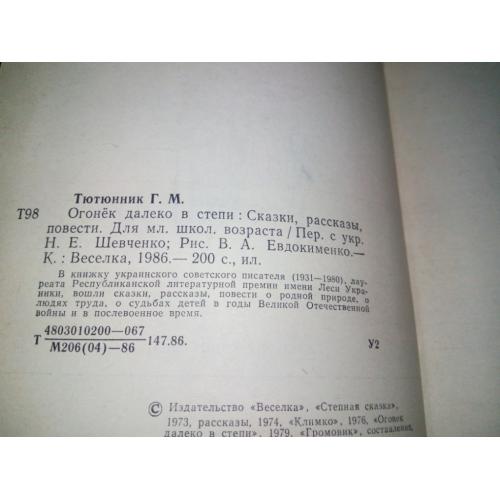 Тютюнник Г. М.
Т98 Огонёк далеко в степи : Сказки, рассказы,
повести. Для мл. школ. возраста / Пер. с укр.
Н. Е. Шевченко; Рис. В. А. Евдокименко.—
К. : Веселка, 1986.— 200 с., ил.
В книжку украинского советского писателя (1931—1980), лау-
реата Республиканской литературной премии имени Леси Укра-
инки, вошли сказки, рассказы, повести о родной природе, о
людях труда, о судьбах детей в годы Великой Отечественной
войны и в послевоенное время.
Т 4803010200—067
М206(04)—86 147.86. У2
© Издательство «Веселка», «Степная сказка»,
1973, рассказы, 1974, «Климко», 1976, «Огонек
далеко в степи», 1979, «Громовик», составления,